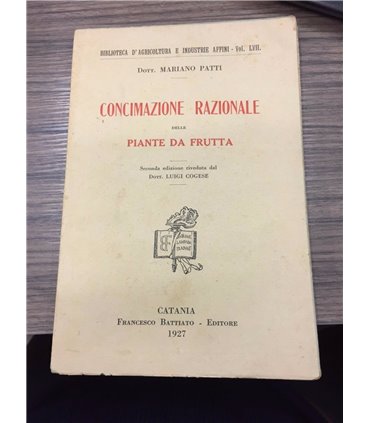 BIBLIOTECA D'AGRICOLTURA E INDUSTRIE AFFINI - Vol. LVII.
Dott. MARIANO PATTI
CONCIMAZIONE RAZIONALE
DELLE
PIANTE DA FRUTTA
Seconda edizione riveduta dal
Dott. LUIGI COGESE
CATANIA
Francesco Battiato - Editore
1927